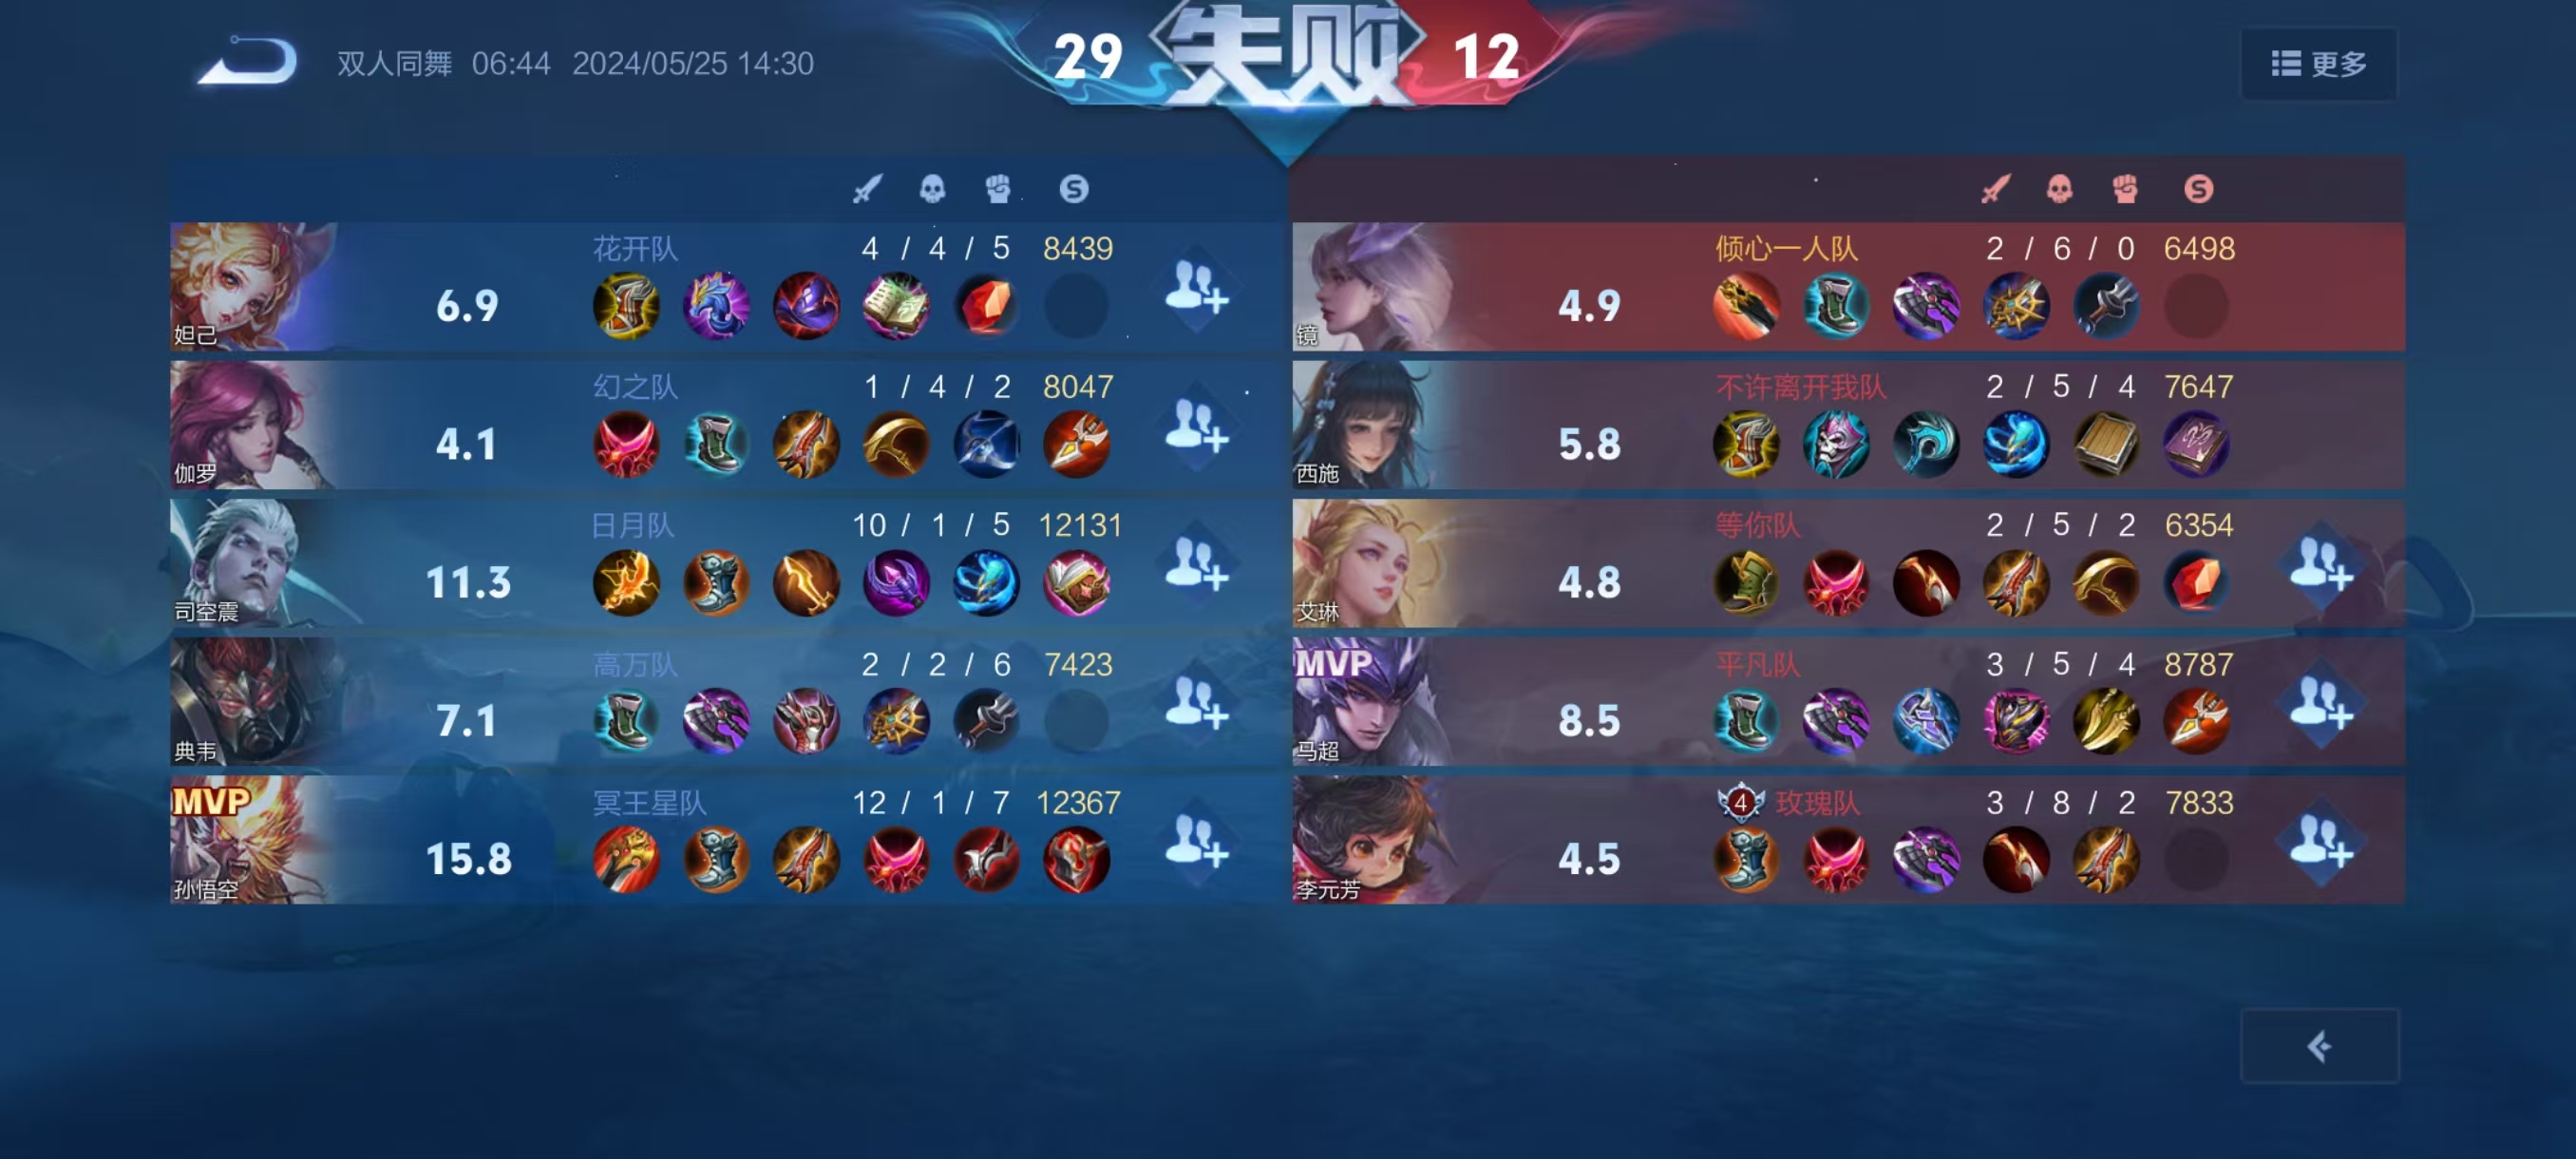 双人同舞 06:44 2024/05/25 14:30
29 失败 12
更多
花开队 4 / 4 / 5 8439
6.9
妲己
幻之队 1 / 4 / 2 8047
4.1
伽罗
日月队 10 / 1 / 5 12131
11.3
司空震
高万队 2 / 2 / 6 7423
7.1
典韦
MVP
冥王星队 12 / 1 / 7 12367
15.8
孙悟空
倾心一人队 2 / 6 / 0 6498
4.9
镜
不许离开我队 2 / 5 / 4 7647
5.8
西施
等你队 2 / 5 / 2 6354
4.8
艾琳
MVP
平凡队 3 / 5 / 4 8787
8.5
马超
4 玫瑰队 3 / 8 / 2 7833
4.5
李元芳